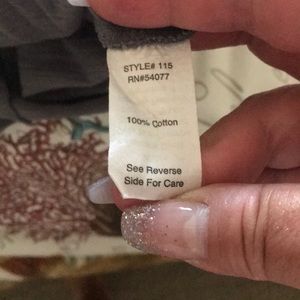 STYLE# 115
RN#54077
100% Cotton
See Reverse
Side For Care